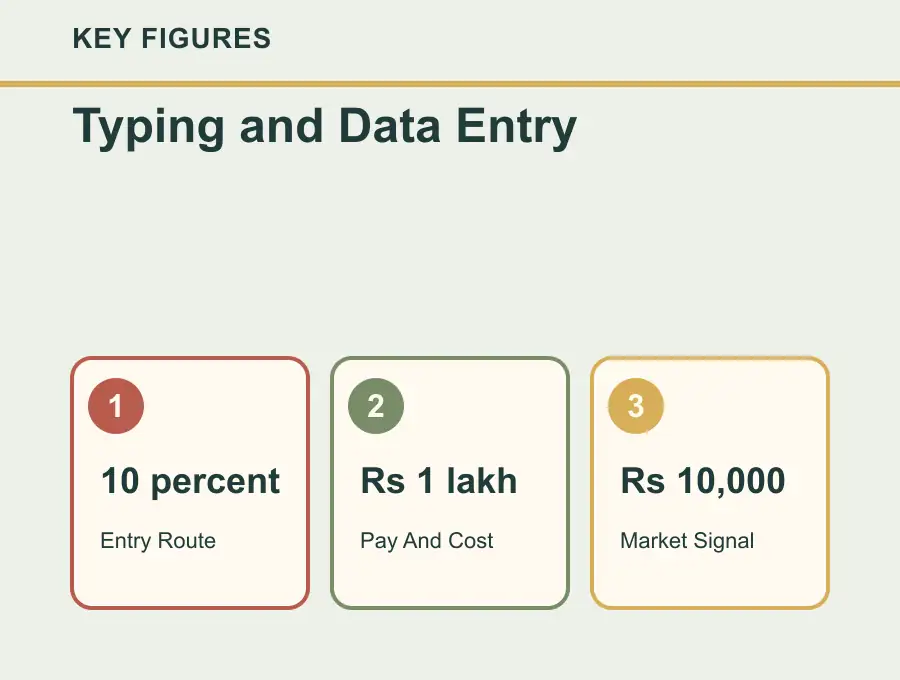 KEY FIGURES
Typing and Data Entry
1
10 percent
Entry Route
2
Rs 1 lakh
Pay And Cost
3
Rs 10,000
Market Signal